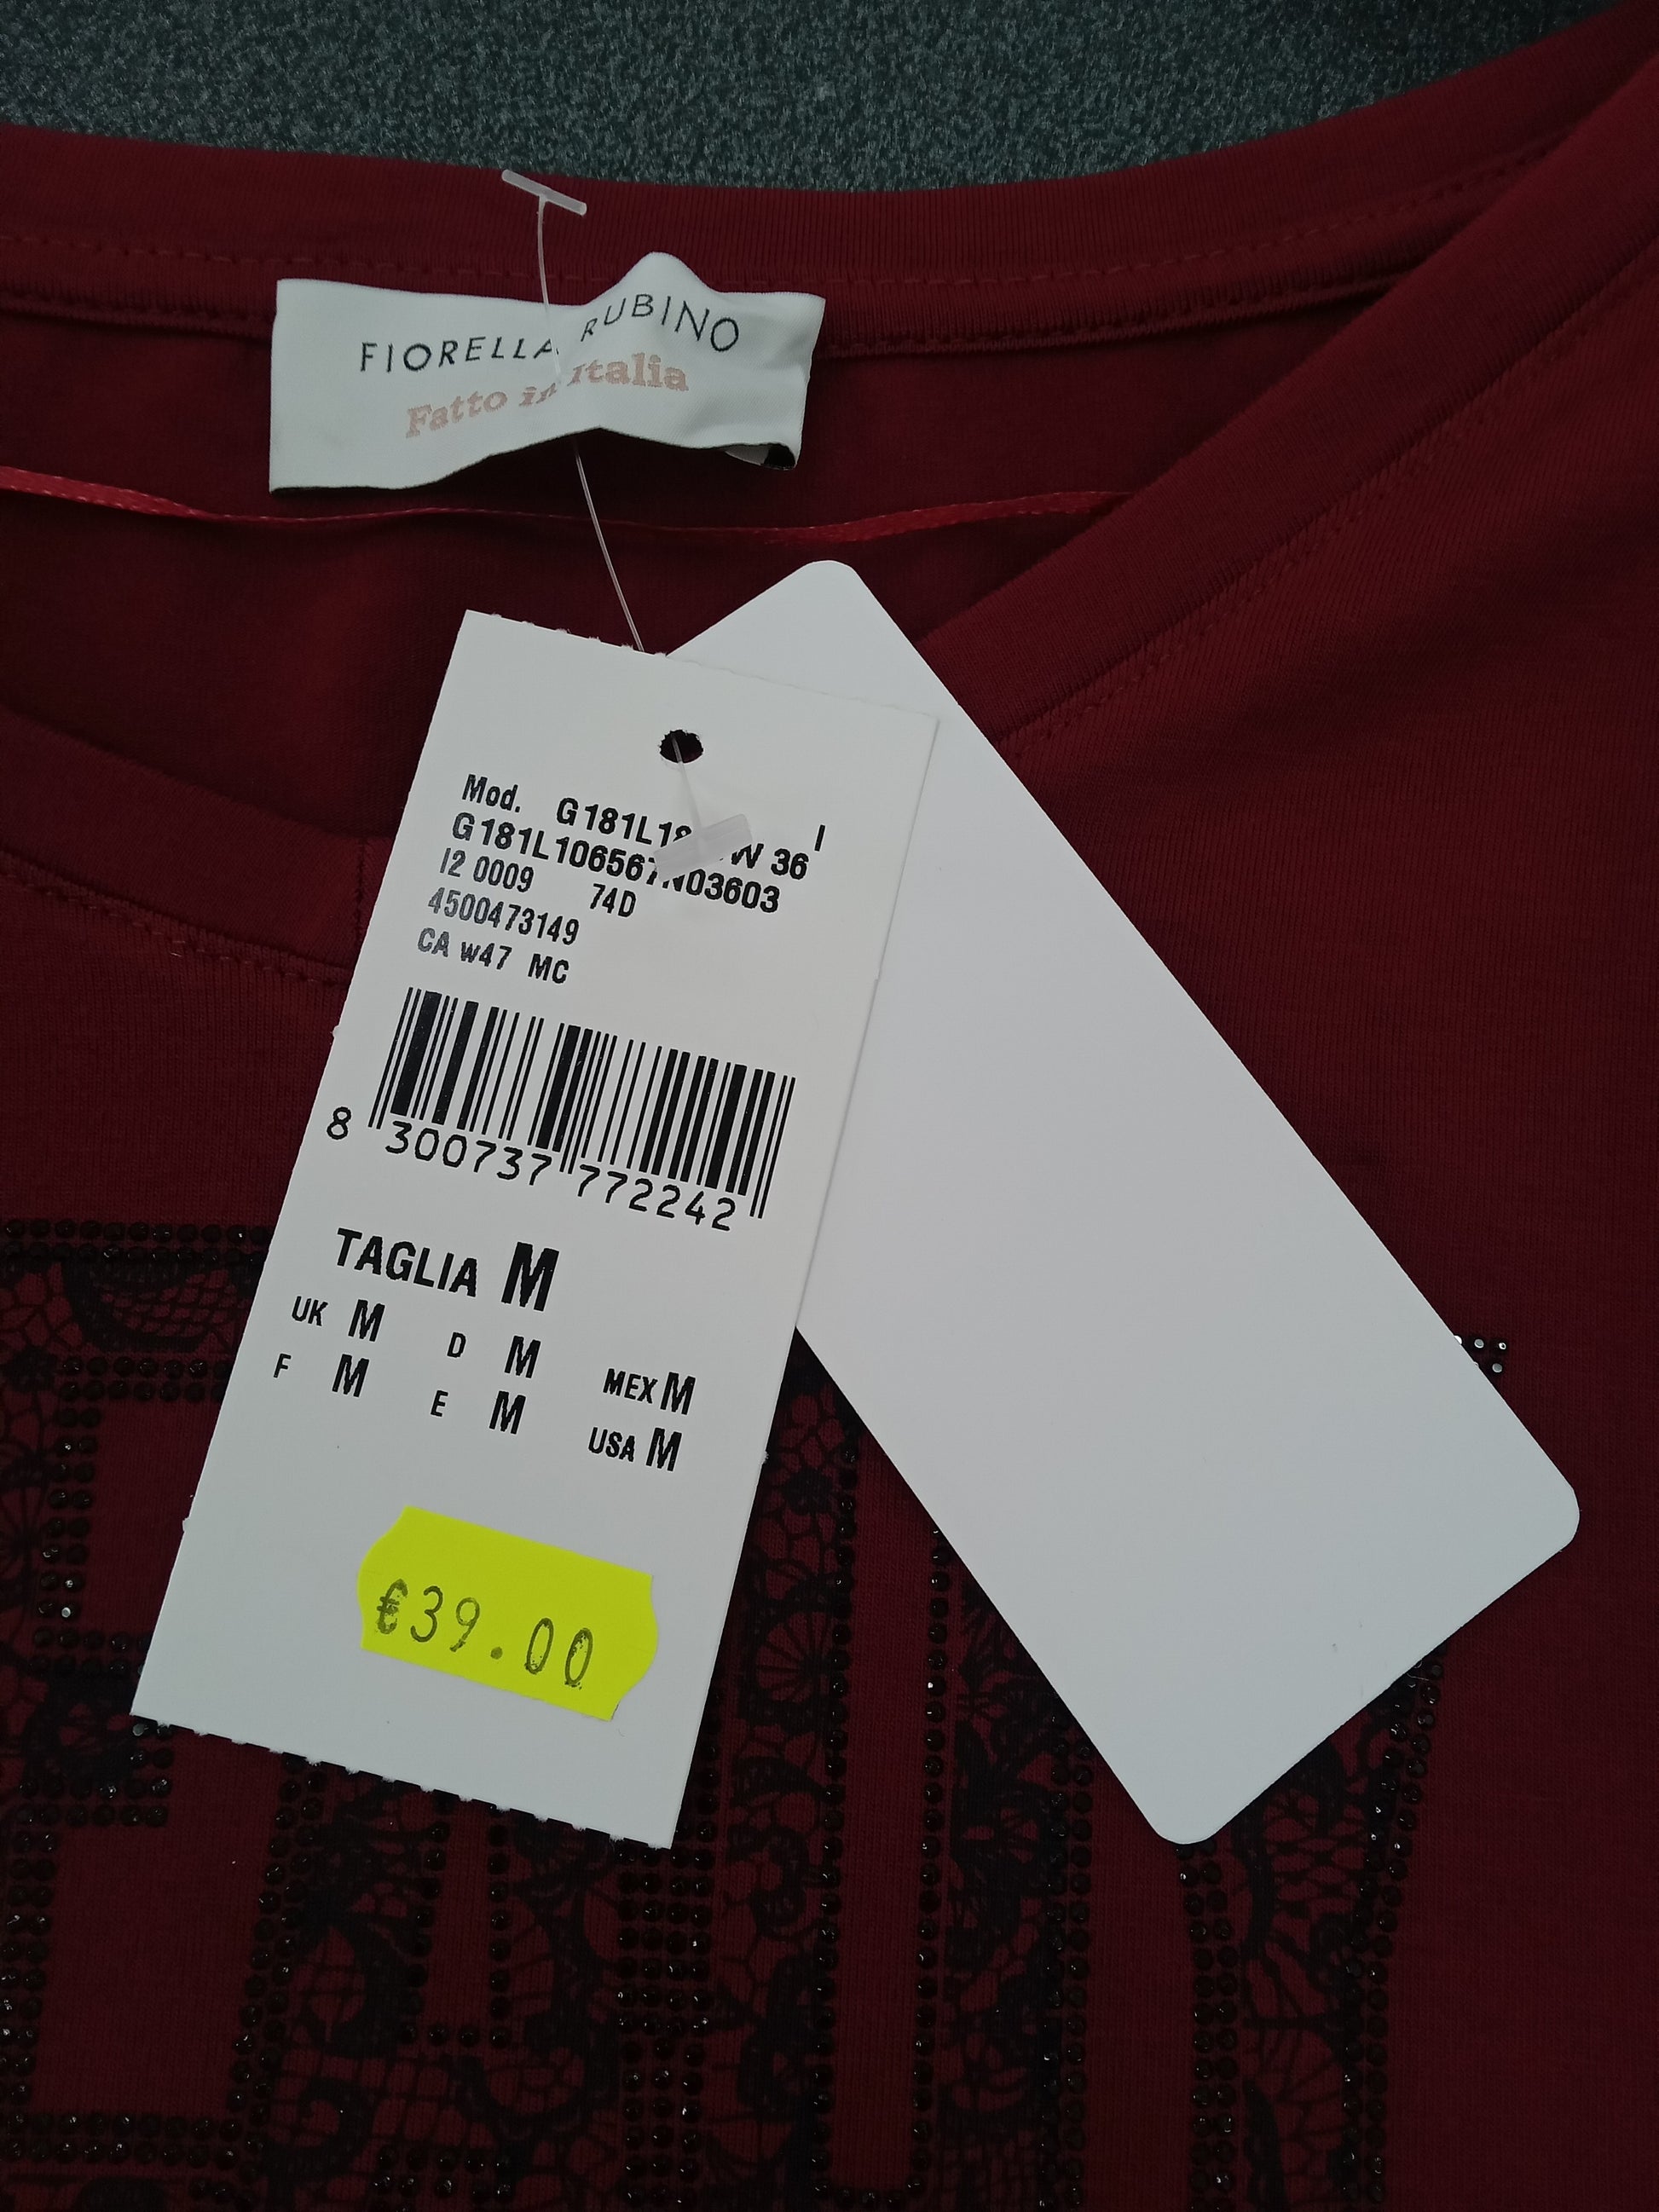 FIORELLA RUBINO
Fatto in Italia
Mod. I
G181L106567N03603
I2 0009 74D
4500473149
CA w47 MC
8 300737 772242
TAGLIA M
UK M D M MEX M
F M E M USA M
€39.00